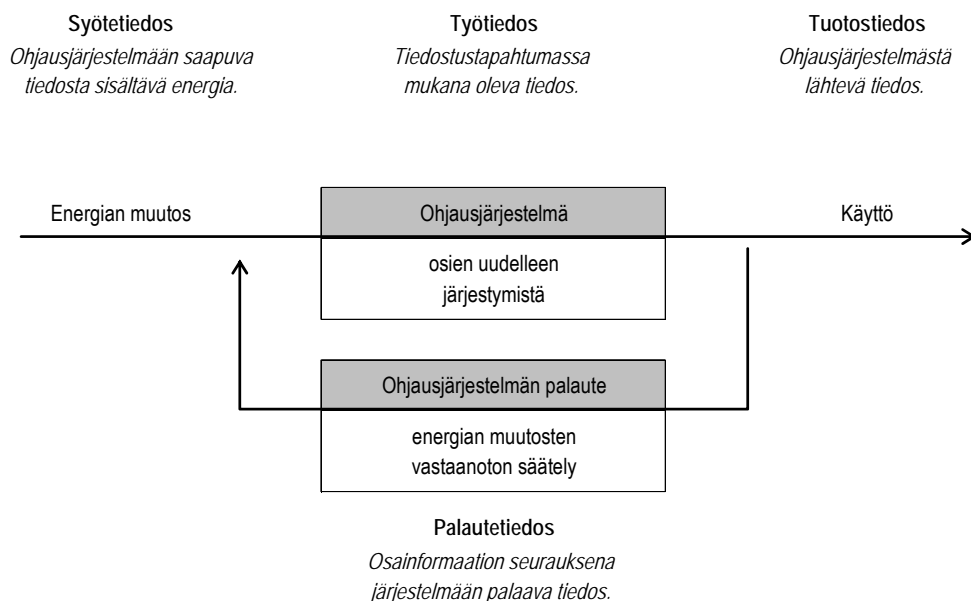 Syötetiedos
Ohjausjärjestelmään saapuva
tiedosta sisältävä energia.
Työtiedos
Tiedostustapahtumassa
mukana oleva tiedos.
Tuotostiedos
Ohjausjärjestelmästä
lähtevä tiedos.
Energian muutos
Ohjausjärjestelmä
Käyttö
osien uudelleen
järjestymistä
Ohjausjärjestelmän palaute
energian muutosten
vastaanoton säätely
Palautetiedos
Osainformaation seurauksena
järjestelmään palaava tiedos.